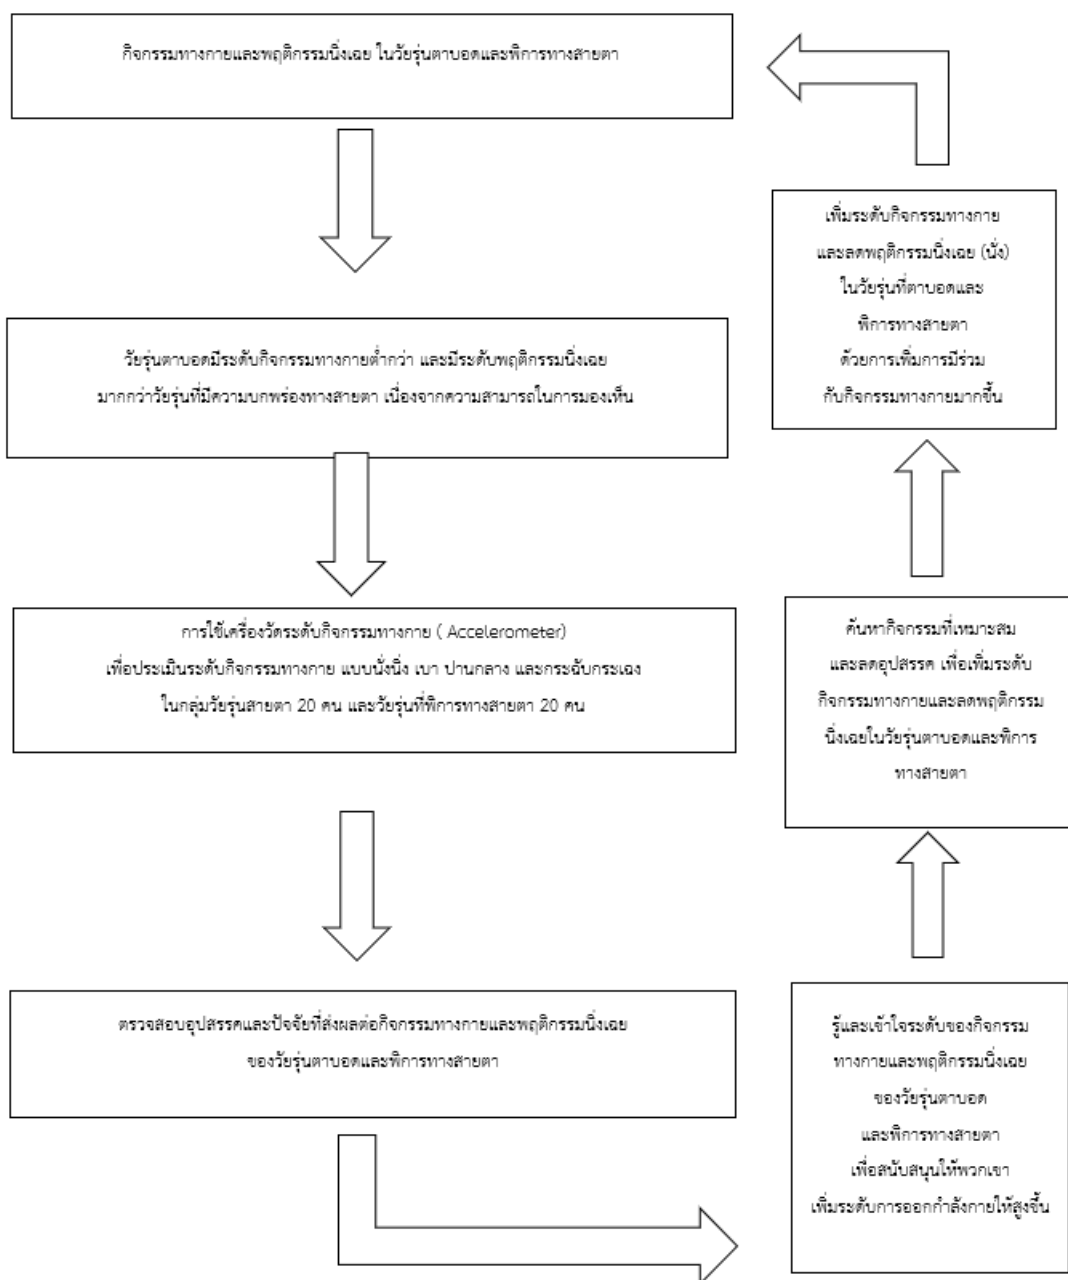 กิจกรรมทางกายและพฤติกรรมนิ่งเฉย ในวัยรุ่นตาบอดและพิการทางสายตา
วัยรุ่นตาบอดมีระดับกิจกรรมทางกายต่ำกว่า และมีระดับพฤติกรรมนิ่งเฉย
มากกว่าวัยรุ่นที่มีความบกพร่องทางสายตา เนื่องจากความสามารถในการมองเห็น
การใช้เครื่องวัดระดับกิจกรรมทางกาย ( Accelerometer)
เพื่อประเมินระดับกิจกรรมทางกาย แบบนั่งนิ่ง เบา ปานกลาง และกระฉับกระเฉง
ในกลุ่มวัยรุ่นสายตา 20 คน และวัยรุ่นที่พิการทางสายตา 20 คน
ตรวจสอบอุปสรรคและปัจจัยที่ส่งผลต่อกิจกรรมทางกายและพฤติกรรมนิ่งเฉย
ของวัยรุ่นตาบอดและพิการทางสายตา
รู้และเข้าใจระดับของกิจกรรม
ทางกายและพฤติกรรมนิ่งเฉย
ของวัยรุ่นตาบอด
และพิการทางสายตา
เพื่อสนับสนุนให้พวกเขา
เพิ่มระดับการออกกำลังกายให้สูงขึ้น
ค้นหากิจกรรมที่เหมาะสม
และลดอุปสรรค เพื่อเพิ่มระดับ
กิจกรรมทางกายและลดพฤติกรรม
นิ่งเฉยในวัยรุ่นตาบอดและพิการ
ทางสายตา
เพิ่มระดับกิจกรรมทางกาย
และลดพฤติกรรมนิ่งเฉย (นั่ง)
ในวัยรุ่นที่ตาบอดและ
พิการทางสายตา
ด้วยการเพิ่มการมีร่วม
กับกิจกรรมทางกายมากขึ้น